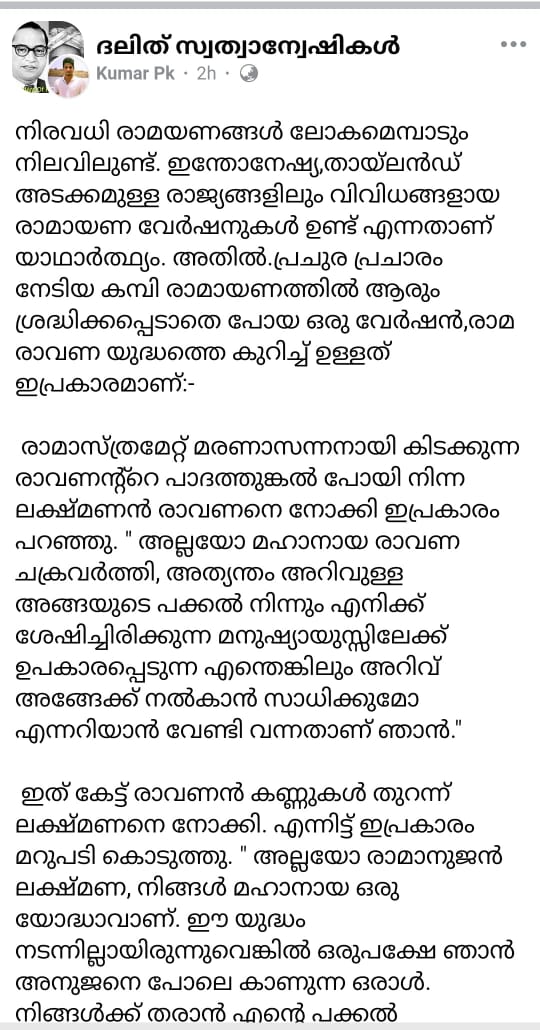 ദലിത് സ്വത്വാന്വേഷികൾ
Kumar Pk · 2h ·
നിരവധി രാമയണങ്ങൾ ലോകമെമ്പാടും
നിലവിലുണ്ട്. ഇന്തോനേഷ്യ,തായ്‌ലൻഡ്
അടക്കമുള്ള രാജ്യങ്ങളിലും വിവിധങ്ങളായ
രാമായണ വേർഷനുകൾ ഉണ്ട് എന്നതാണ്
യാഥാർത്ഥ്യം. അതിൽ.പ്രചുര പ്രചാരം
നേടിയ കമ്പി രാമായണത്തിൽ ആരും
ശ്രദ്ധിക്കപ്പെടാതെ പോയ ഒരു വേർഷൻ,രാമ
രാവണ യുദ്ധത്തെ കുറിച്ച് ഉള്ളത്
ഇപ്രകാരമാണ്:-
രാമാസ്ത്രമേറ്റ് മരണാസന്നനായി കിടക്കുന്ന
രാവണന്റ്റെ പാദത്തുങ്കൽ പോയി നിന്ന
ലക്ഷ്മണൻ രാവണനെ നോക്കി ഇപ്രകാരം
പറഞ്ഞു. " അല്ലയോ മഹാനായ രാവണ
ചക്രവർത്തി, അത്യന്തം അറിവുള്ള
അങ്ങയുടെ പക്കൽ നിന്നും എനിക്ക്
ശേഷിച്ചിരിക്കുന്ന മനുഷ്യായുസ്സിലേക്ക്
ഉപകാരപ്പെടുന്ന എന്തെങ്കിലും അറിവ്
അങ്ങേക്ക് നൽകാൻ സാധിക്കുമോ
എന്നറിയാൻ വേണ്ടി വന്നതാണ് ഞാൻ."
ഇത് കേട്ട് രാവണൻ കണ്ണുകൾ തുറന്ന്
ലക്ഷ്മണനെ നോക്കി. എന്നിട്ട് ഇപ്രകാരം
മറുപടി കൊടുത്തു. " അല്ലയോ രാമാനുജൻ
ലക്ഷ്മണ, നിങ്ങൾ മഹാനായ ഒരു
യോദ്ധാവാണ്. ഈ യുദ്ധം
നടന്നില്ലായിരുന്നുവെങ്കിൽ ഒരുപക്ഷേ ഞാൻ
അനുജനെ പോലെ കാണുന്ന ഒരാൾ.
നിങ്ങൾക്ക് തരാൻ എന്റെ പക്കൽ